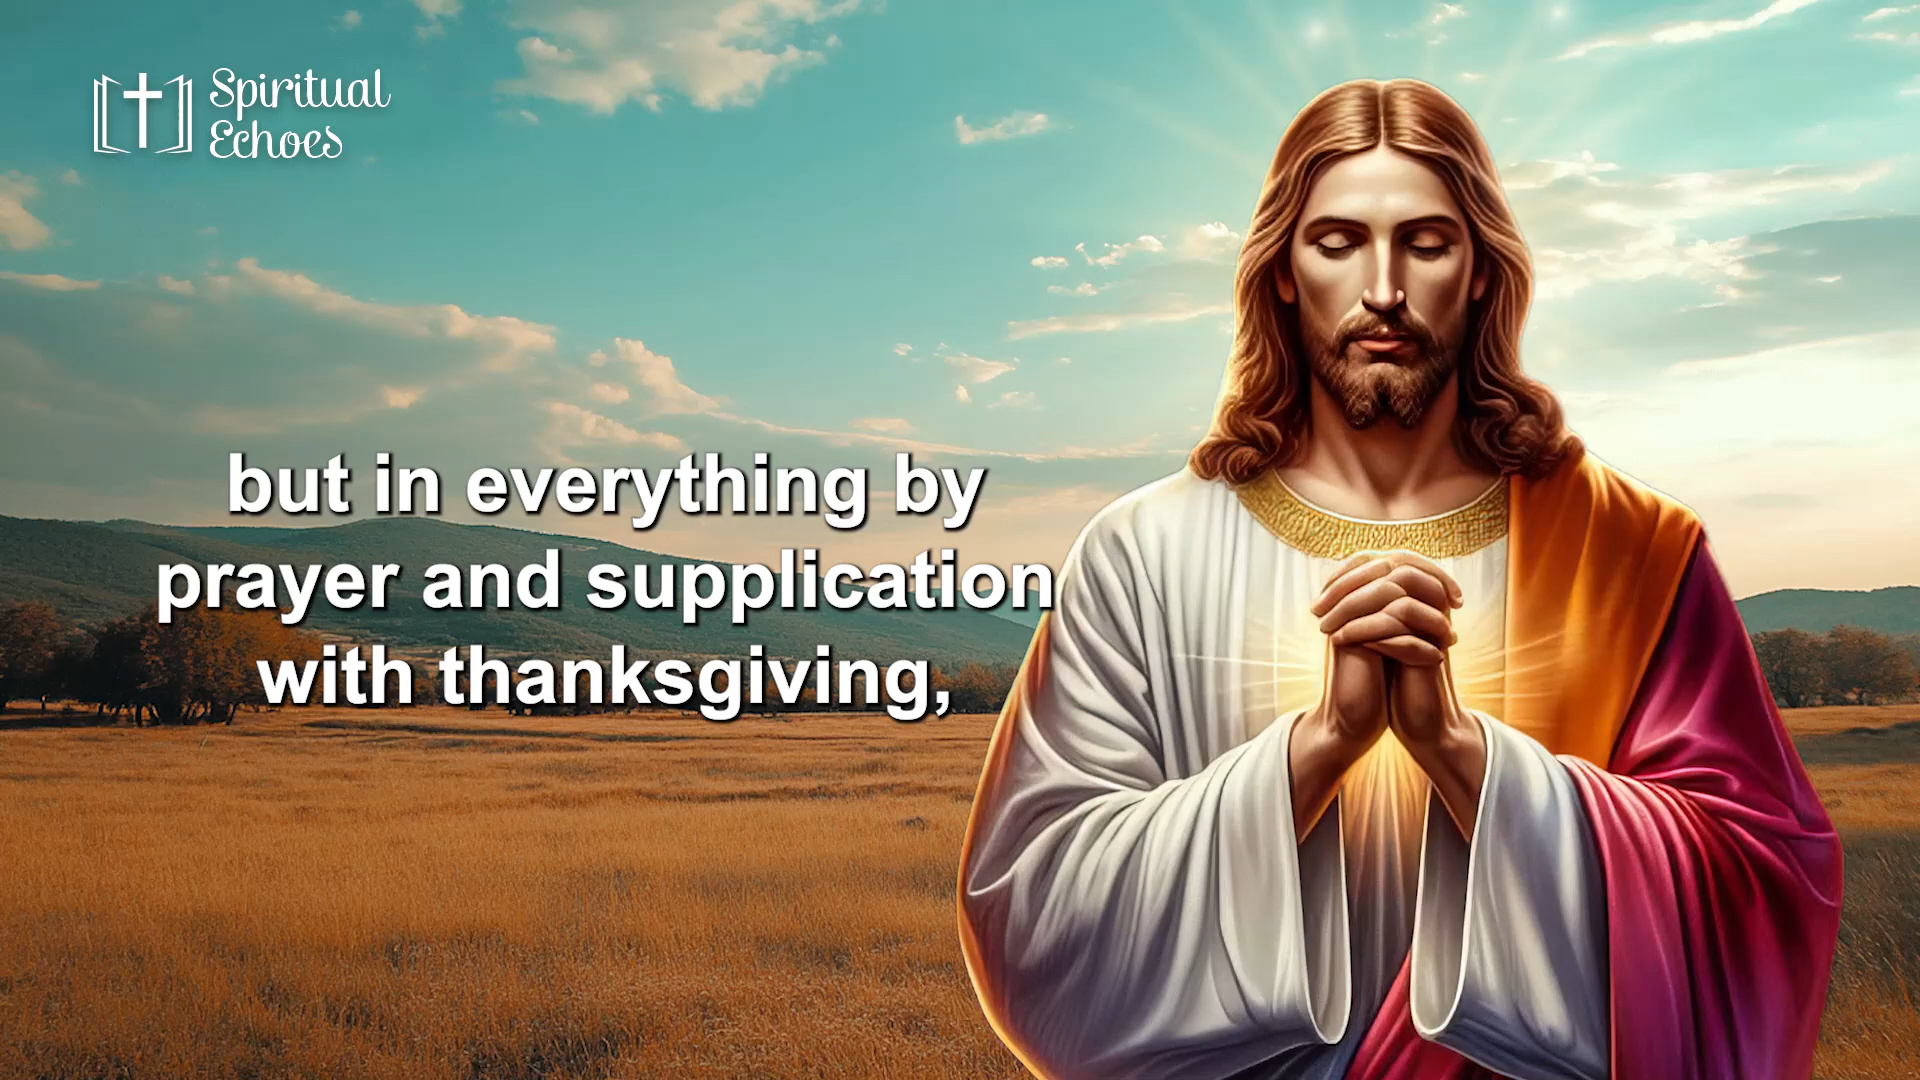 Spiritual
Echoes
but in everything by
prayer and supplication
with thanksgiving,